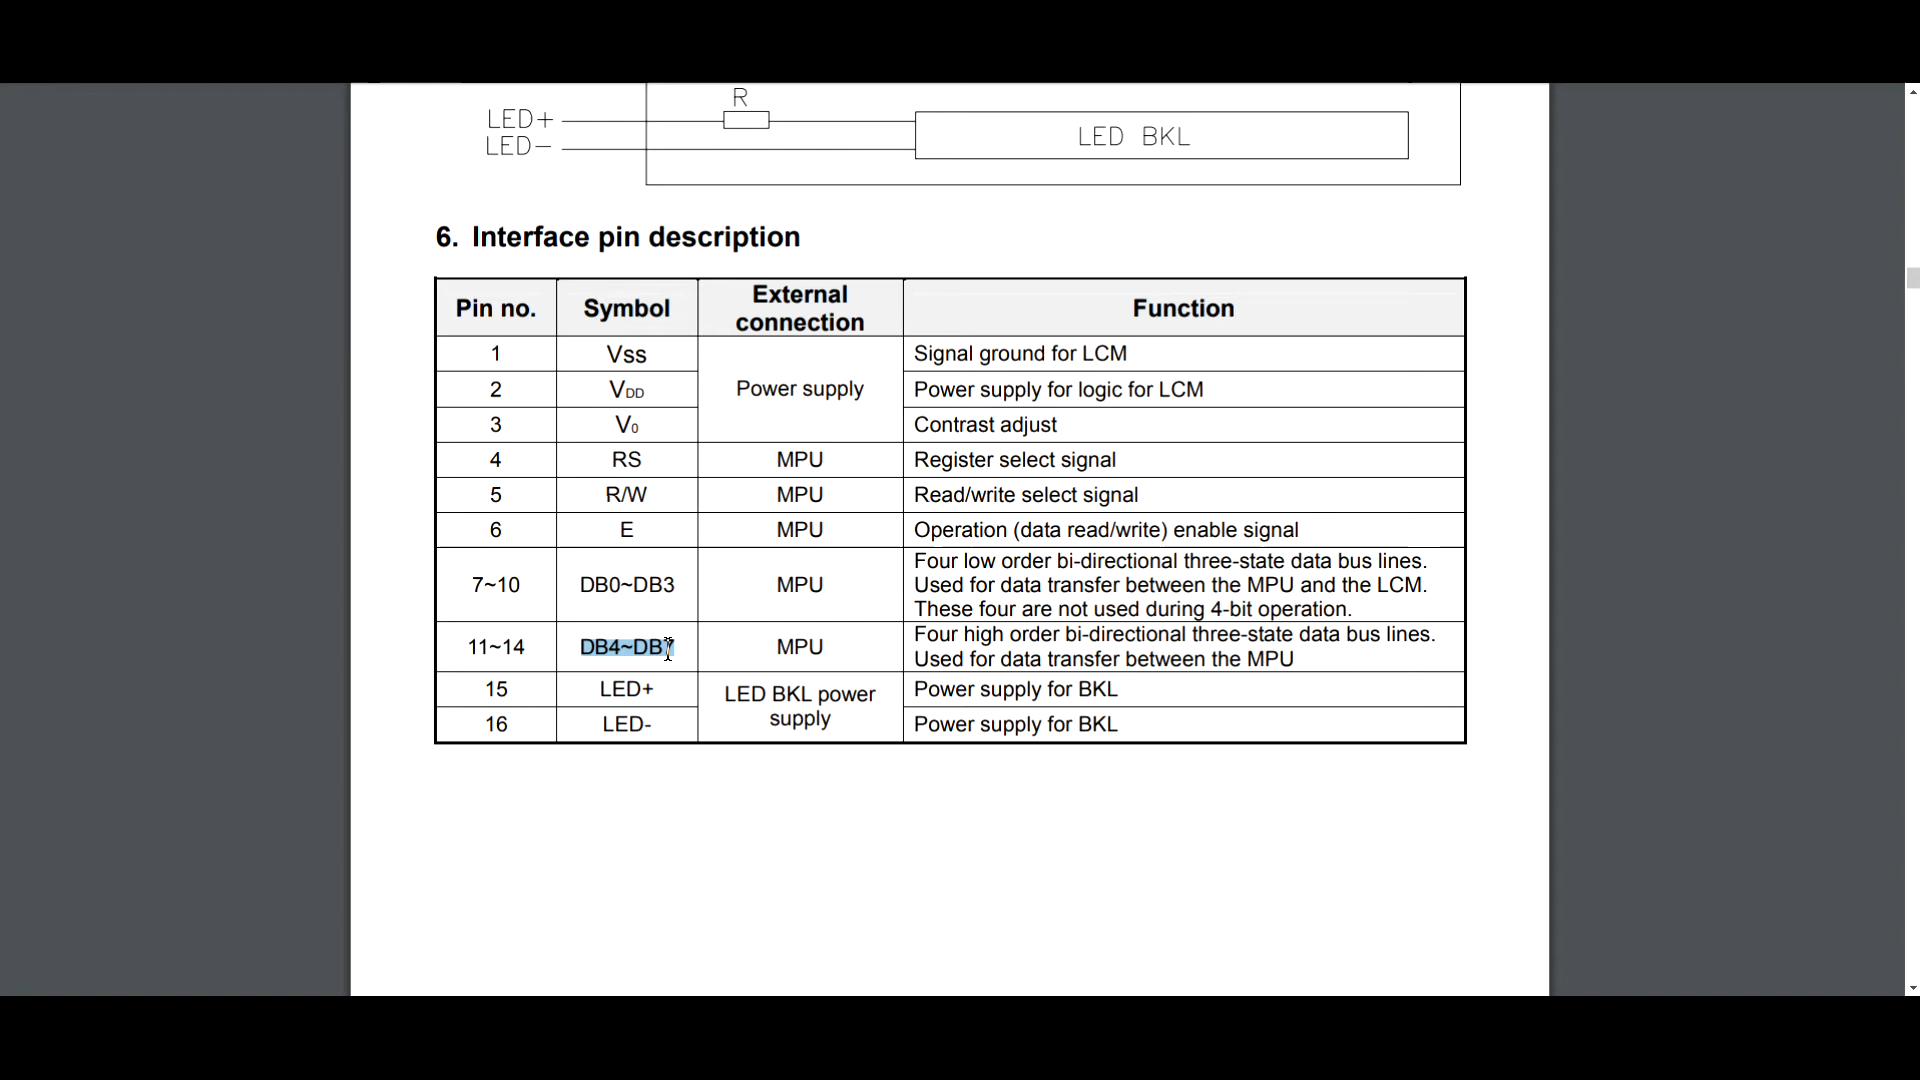 R
LED+
LED−
LED BKL
6. Interface pin description
Pin no. Symbol External connection Function
1 Vss Power supply Signal ground for LCM
2 VDD Power supply for logic for LCM
3 V0 Contrast adjust
4 RS MPU Register select signal
5 R/W MPU Read/write select signal
6 E MPU Operation (data read/write) enable signal
7~10 DB0~DB3 MPU Four low order bi-directional three-state data bus lines.
Used for data transfer between the MPU and the LCM.
These four are not used during 4-bit operation.
11~14 DB4~DB7 MPU Four high order bi-directional three-state data bus lines.
Used for data transfer between the MPU
15 LED+ LED BKL power supply Power supply for BKL
16 LED- Power supply for BKL